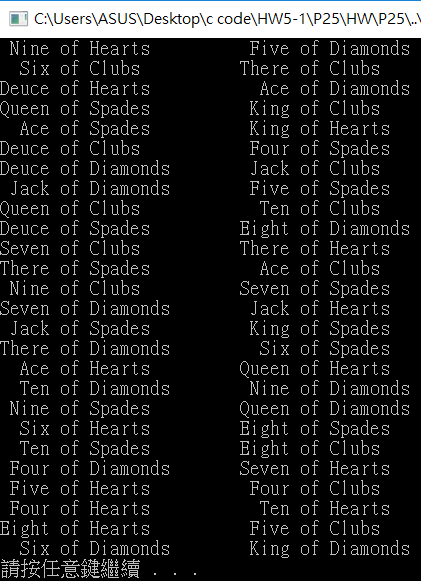 C:\Users\ASUS\Desktop\c code\HW5-1\P25\HW\P25\..\
Nine of Hearts Five of Diamonds
Six of Clubs There of Clubs
Deuce of Hearts Ace of Diamonds
Queen of Spades King of Clubs
Ace of Spades King of Hearts
Deuce of Clubs Four of Spades
Deuce of Diamonds Jack of Clubs
Jack of Diamonds Five of Spades
Queen of Clubs Ten of Clubs
Deuce of Spades Eight of Diamonds
Seven of Clubs There of Hearts
There of Spades Ace of Clubs
Nine of Clubs Seven of Spades
Seven of Diamonds Jack of Hearts
Jack of Spades King of Spades
There of Diamonds Six of Spades
Ace of Hearts Queen of Hearts
Ten of Diamonds Nine of Diamonds
Nine of Spades Queen of Diamonds
Six of Hearts Eight of Spades
Ten of Spades Eight of Clubs
Four of Diamonds Seven of Hearts
Five of Hearts Four of Clubs
Four of Hearts Ten of Hearts
Eight of Hearts Five of Clubs
Six of Diamonds King of Diamonds
請按任意鍵繼續 . . .